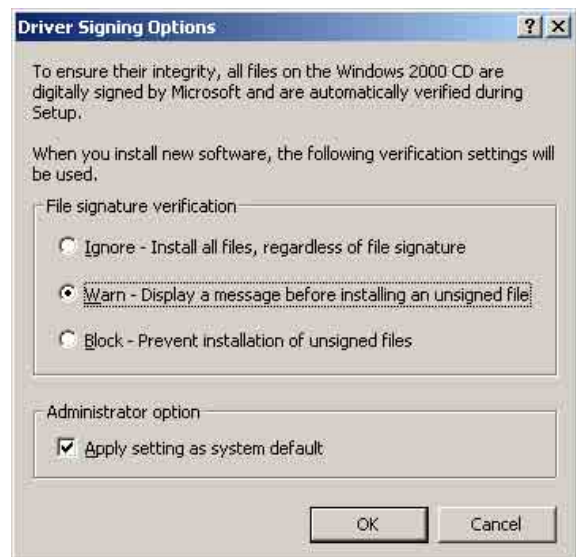 Driver Signing Options
To ensure their integrity, all files on the Windows 2000 CD are
digitally signed by Microsoft and are automatically verified during
Setup.
When you install new software, the following verification settings will
be used.
File signature verification
Ignore - Install all files, regardless of file signature
Warn - Display a message before installing an unsigned file
Block - Prevent installation of unsigned files
Administrator option
Apply setting as system default
OK
Cancel